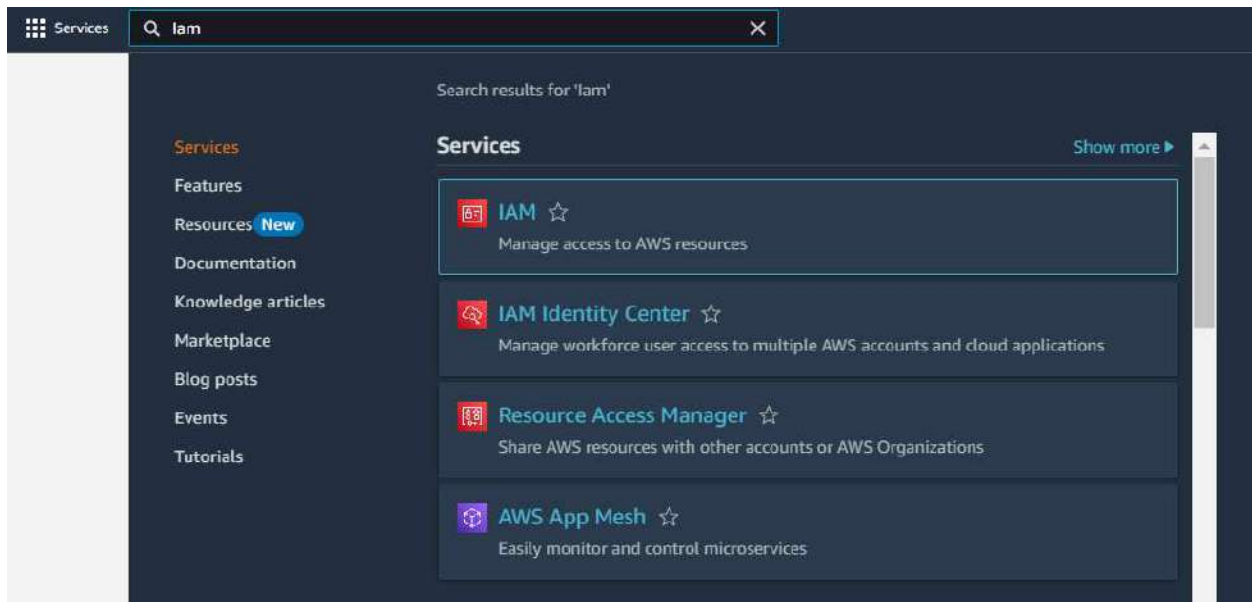 Services
Iam
Search results for 'Iam'
Services
Features
Resources New
Documentation
Knowledge articles
Marketplace
Blog posts
Events
Tutorials
Services
Show more
IAM
Manage access to AWS resources
IAM Identity Center
Manage workforce user access to multiple AWS accounts and cloud applications
Resource Access Manager
Share AWS resources with other accounts or AWS Organizations
AWS App Mesh
Easily monitor and control microservices